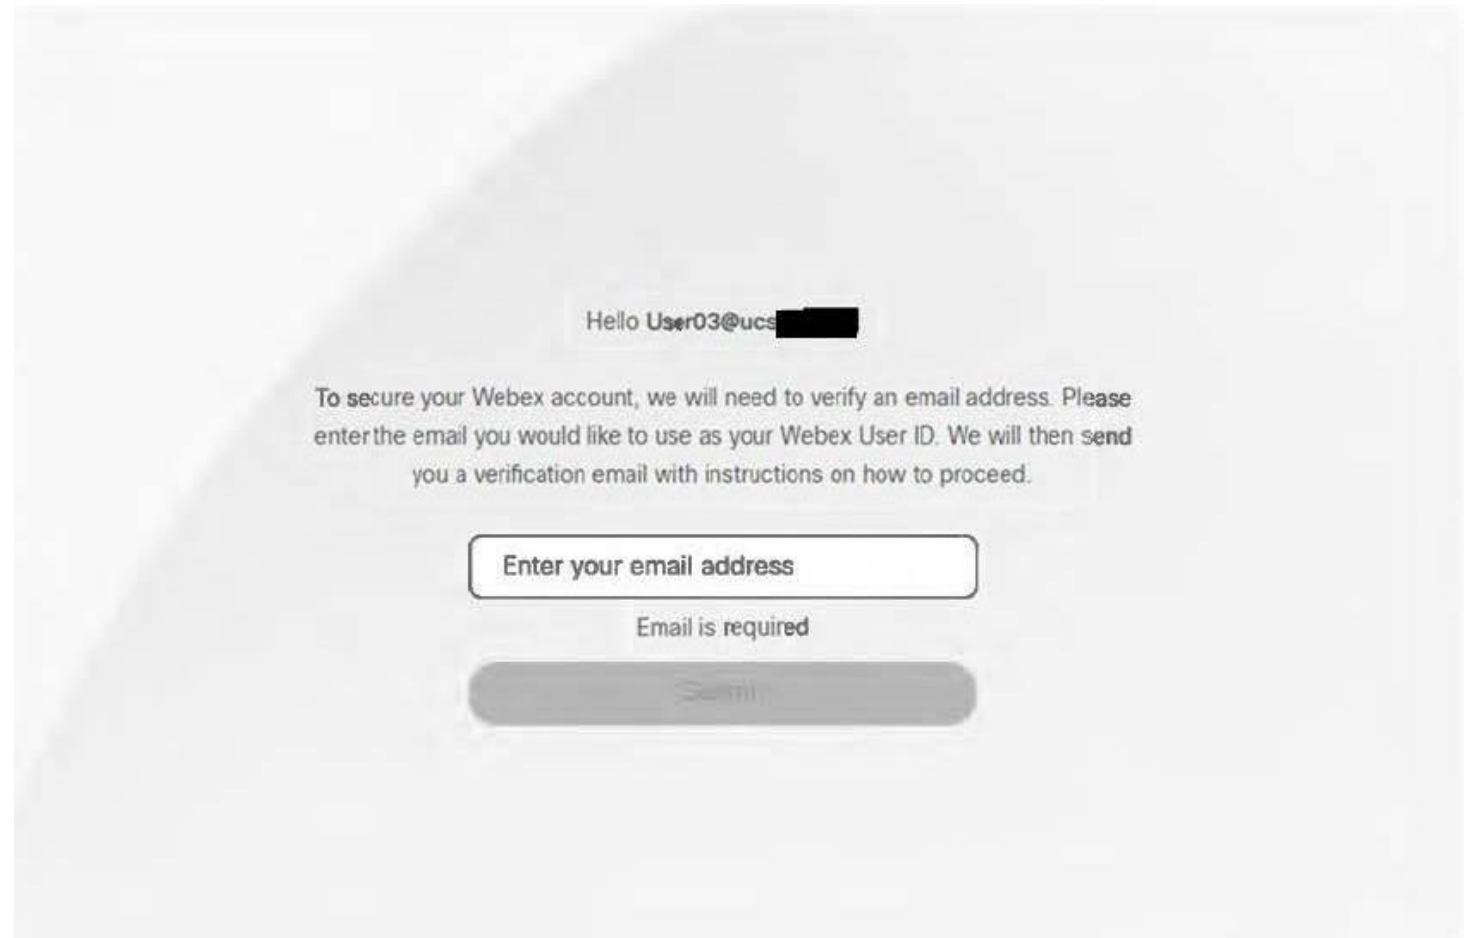 Hello User03@ucs
To secure your Webex account, we will need to verify an email address. Please
enter the email you would like to use as your Webex User ID. We will then send
you a verification email with instructions on how to proceed.
Enter your email address
Email is required